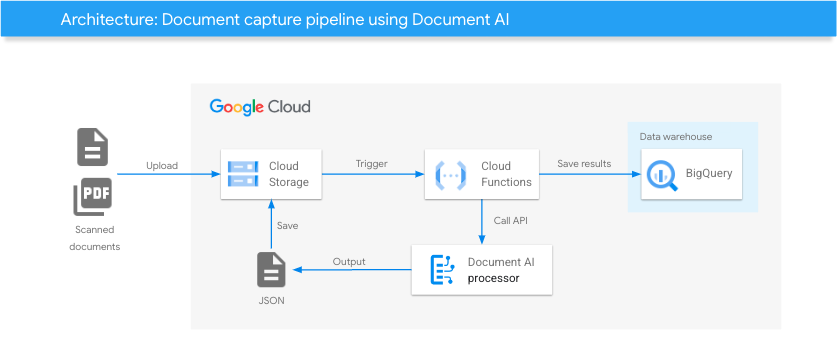 Architecture: Document capture pipeline using Document AI
Google Cloud
Data warehouse
PDF
Scanned
documents
Upload
Cloud
Storage
Trigger
Cloud
Functions
Save results
BigQuery
Save
Call API
JSON
Output
Document AI
processor